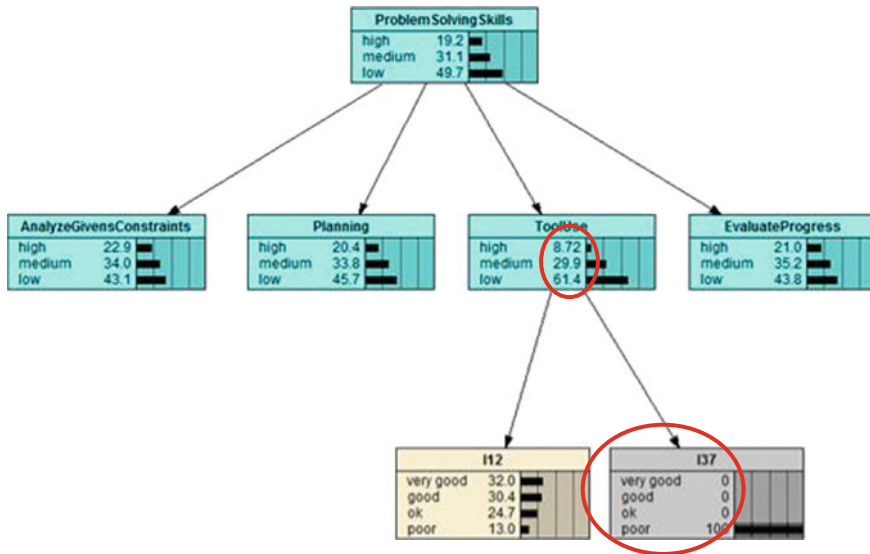 ProblemSolvingSkills
high 19.2
medium 31.1
low 49.7
AnalyzeGivensConstraints
high 22.9
medium 34.0
low 43.1
Planning
high 20.4
medium 33.8
low 45.7
ToolUse
high 8.72
medium 29.9
low 61.4
EvaluateProgress
high 21.0
medium 35.2
low 43.8
I12
very good 32.0
good 30.4
ok 24.7
poor 13.0
I37
very good 0
good 0
ok 0
poor 100